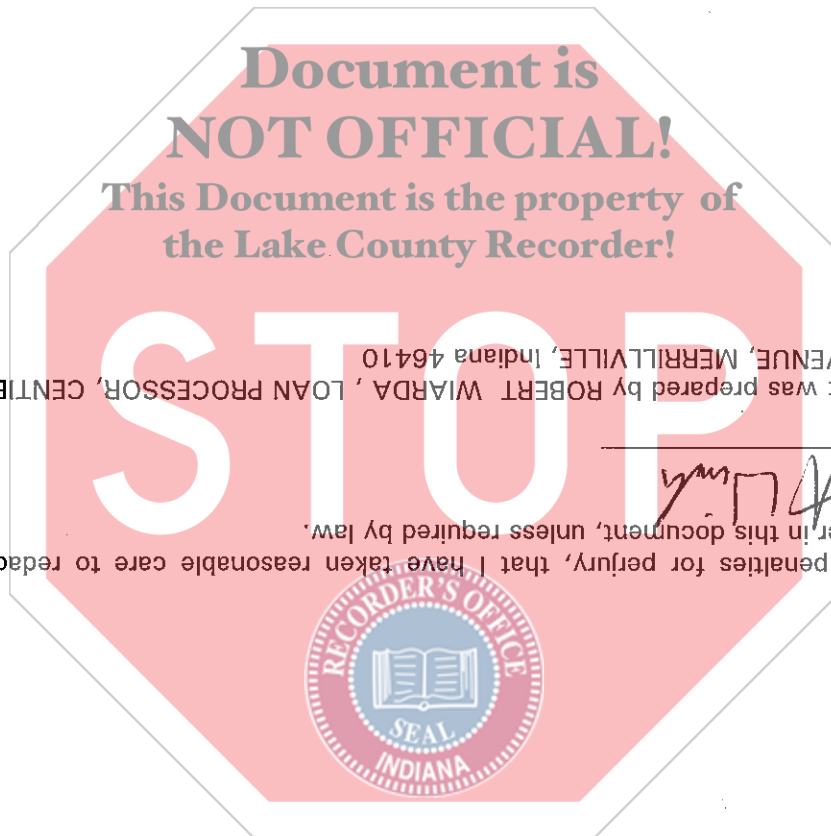 Document is
NOT OFFICIAL!
This Document is the property of
the Lake County Recorder!
STOP
penalties for perjury, that I have taken reasonable care to redac
er in this document, unless required by law.
t was prepared by ROBERT WIARDA , LOAN PROCESSOR, CENTIE
VENUE, MERRILLVILLE, Indiana 46410
RECORDER'S OFFICE
SEAL
INDIANA